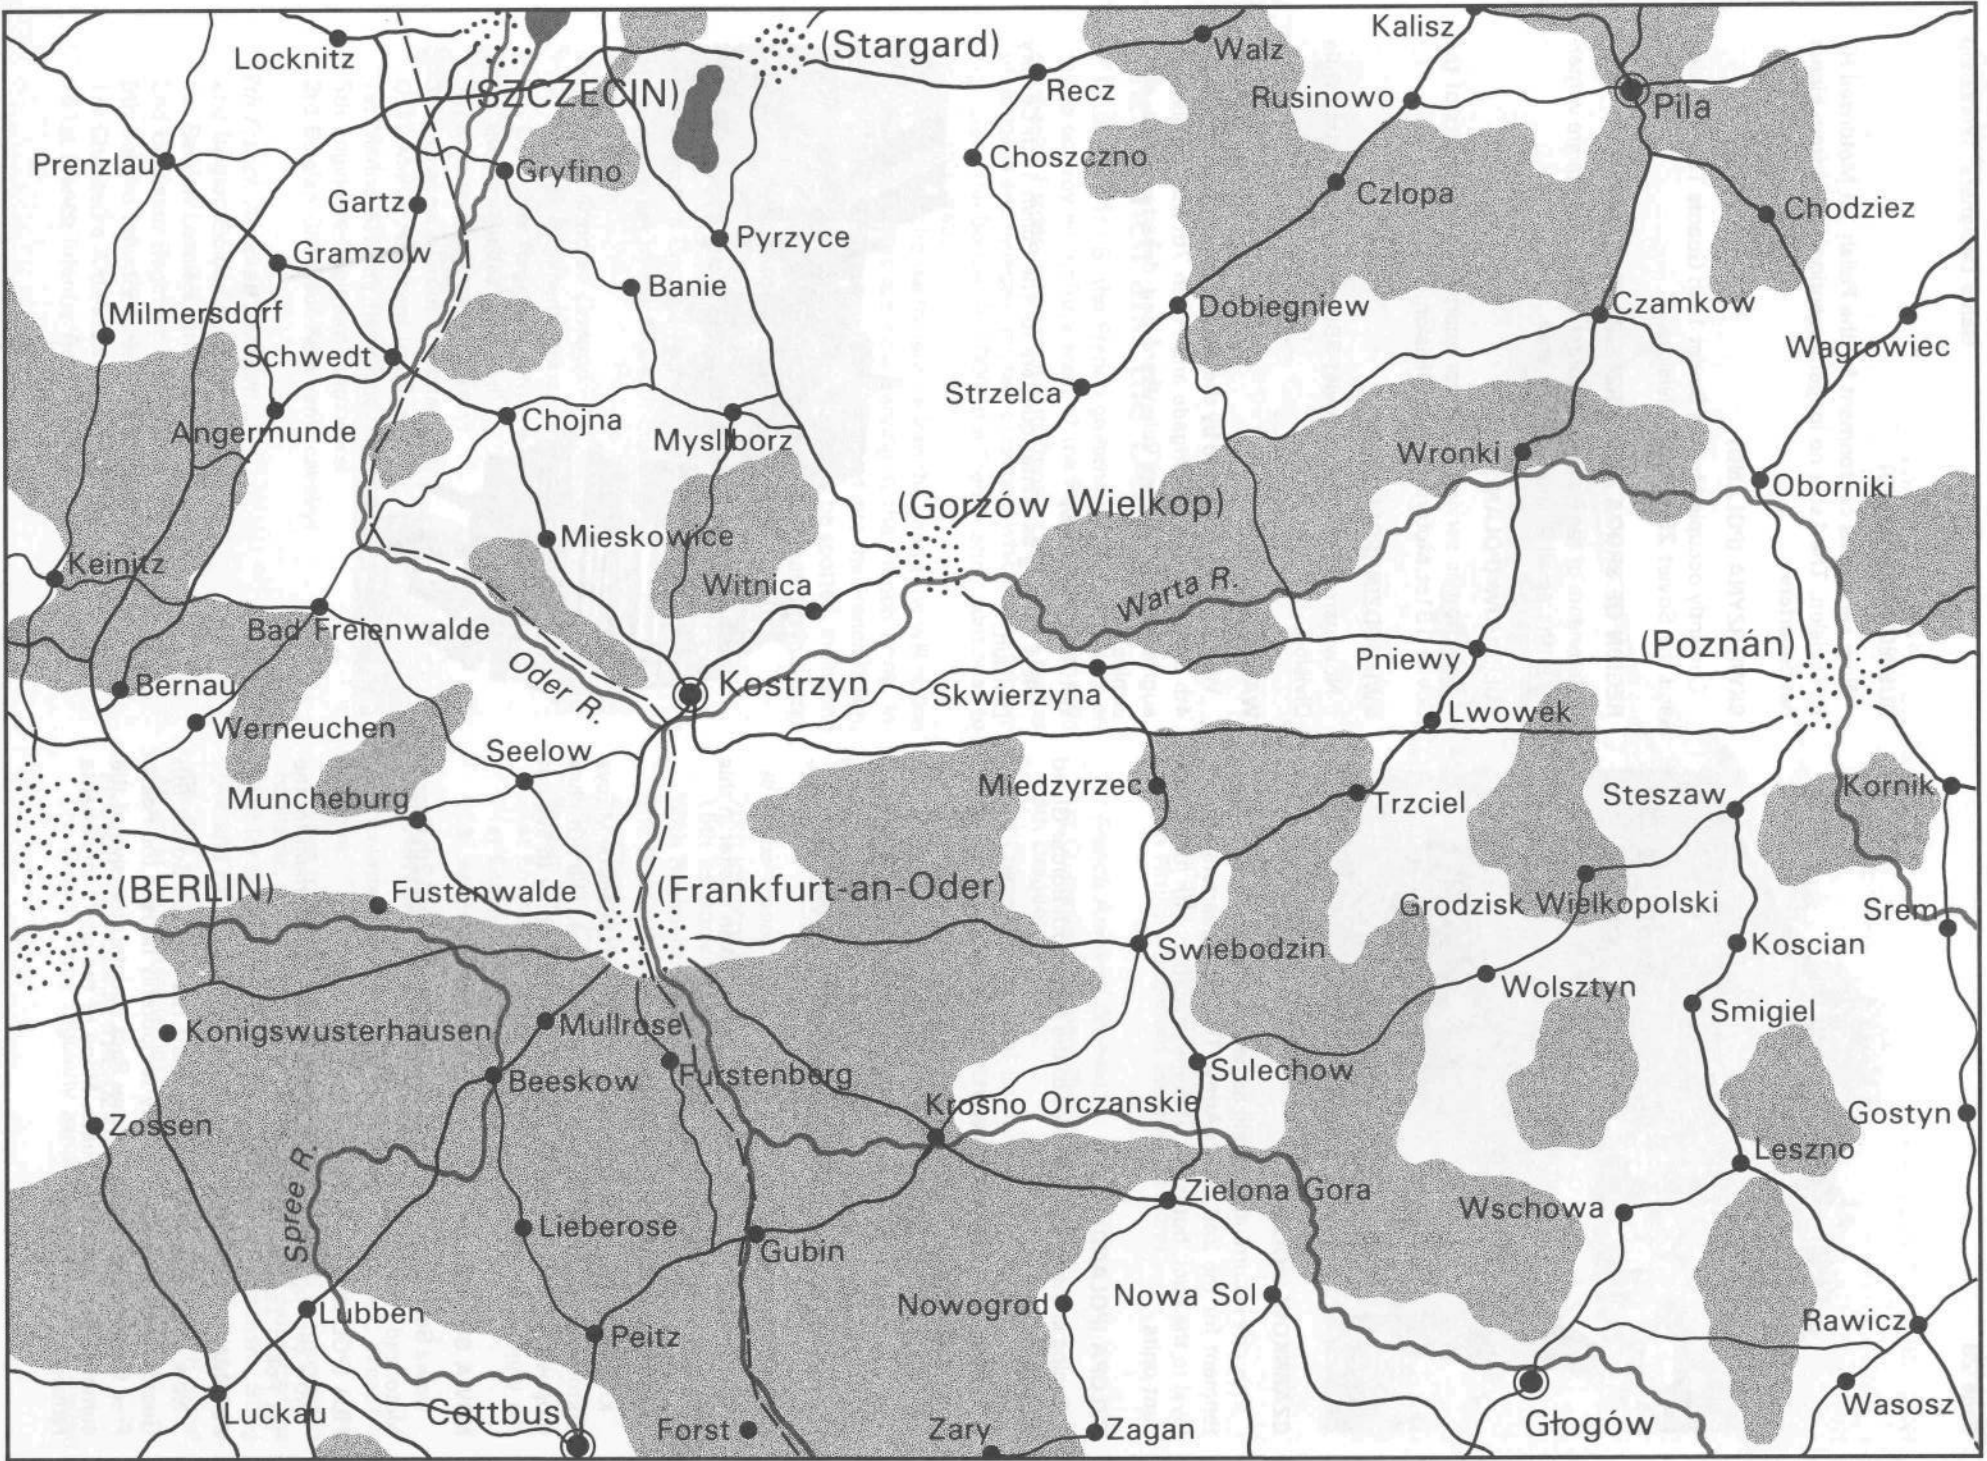 Locknitz
(Stargard)
Walz
Kalisz
(SZCZECIN)
Recz
Rusinowo
Pila
Prenzlau
Gryfino
Choszczno
Czlopa
Gartz
Chodziez
Gramzow
Pyrzyce
Banie
Milmersdorf
Dobiegniew
Czamkow
Schwedt
Wagrowiec
Strzelca
Angermunde
Chojna
Mysliborz
Wronki
Oborniki
(Gorzów Wielkop)
Mieskowice
Keinitz
Witnica
Warta R.
Bad Freienwalde
(Poznán)
Pniewy
Oder R.
Bernau
Kostrzyn
Skwierzyna
Werneuchen
Lwowek
Seelow
Muncheburg
Miedzyrzec
Trzciel
Steszaw
Kornik
(BERLIN)
Fustenwalde
(Frankfurt-an-Oder)
Grodzisk Wielkopolski
Srem
Swiebodzin
Koscian
Wolsztyn
Konigswusterhausen
Mullrose
Smigiel
Beeskow
Furstenberg
Sulechow
Krosno Orczanskie
Zossen
Gostyn
Leszno
Spree R.
Zielona Gora
Wschowa
Lieberose
Gubin
Nowogrod
Nowa Sol
Lubben
Peitz
Rawicz
Luckau
Cottbus
Forst
Zary
Zagan
Głogów
Wasosz